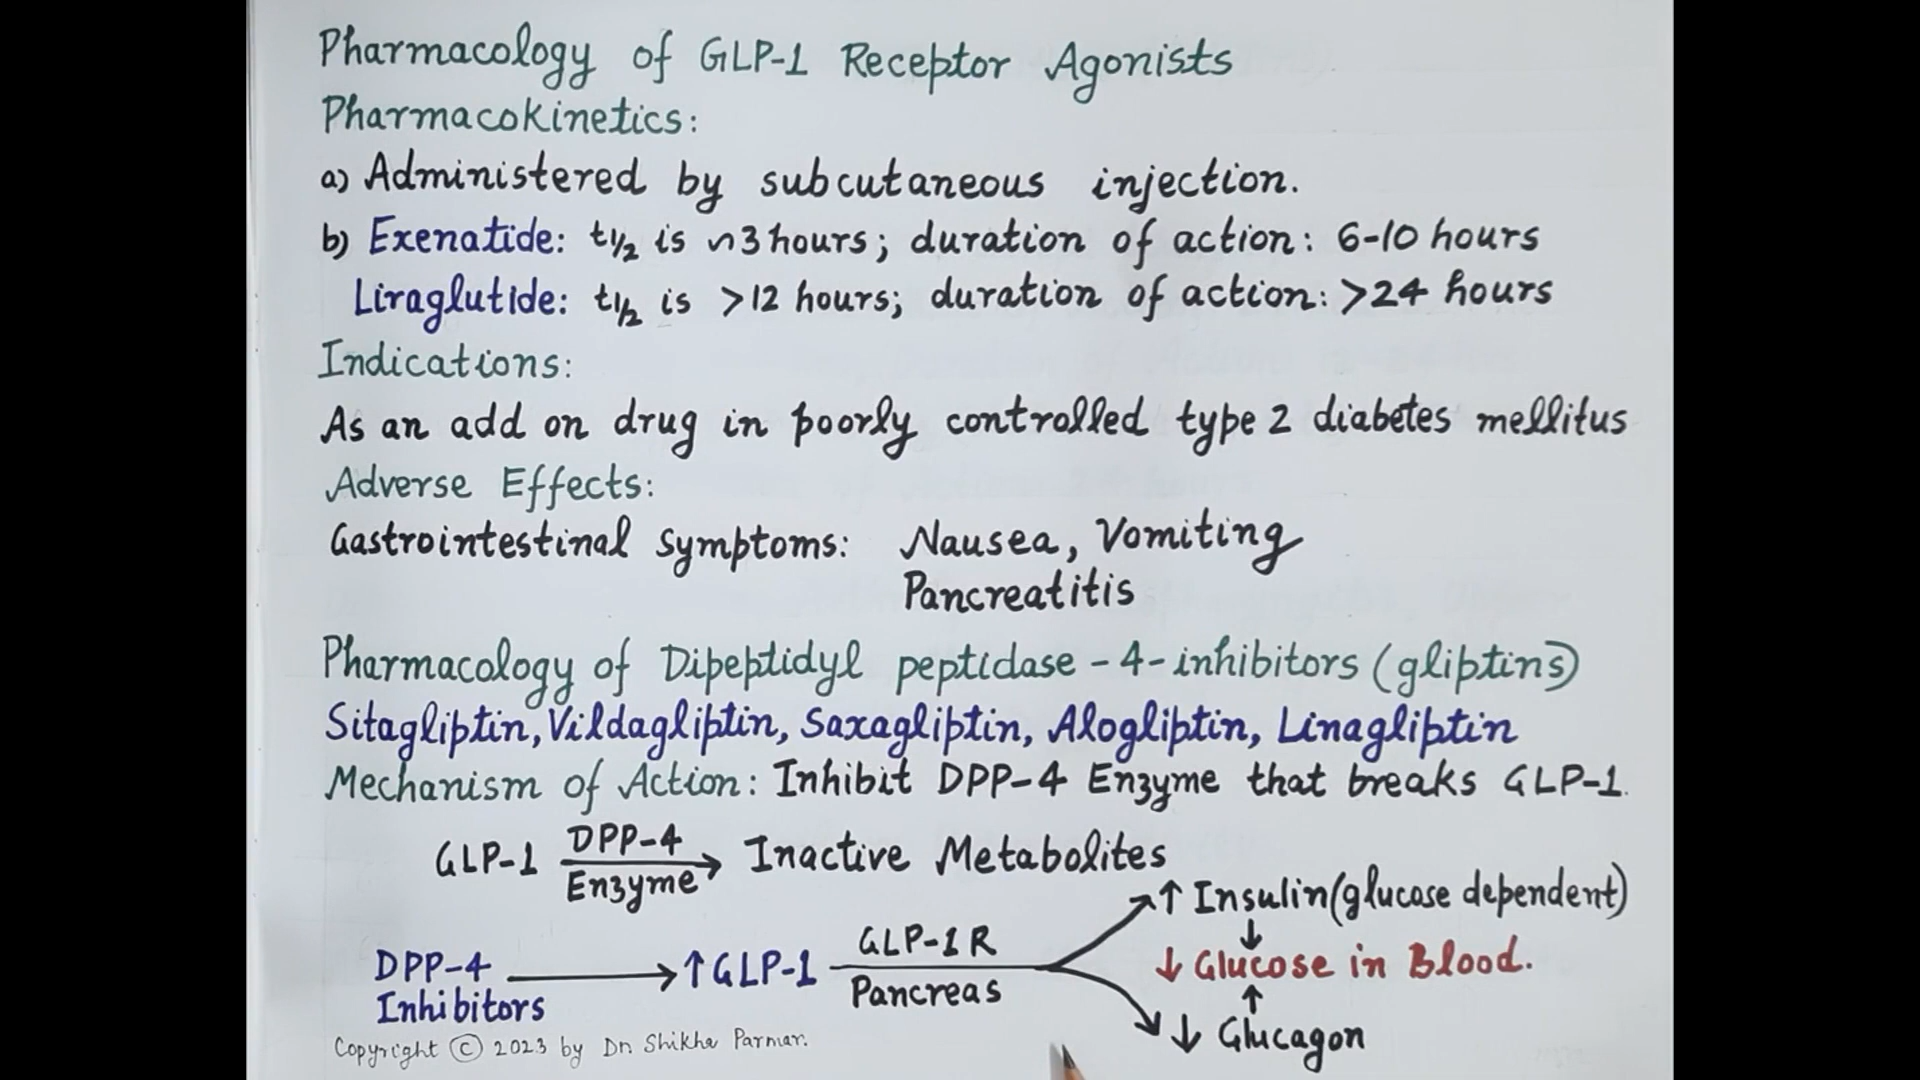 Pharmacology of GLP-1 Receptor Agonists
Pharmacokinetics:
a) Administered by subcutaneous injection.
b) Exenatide: t1/2 is ~3 hours; duration of action: 6-10 hours
Liraglutide: t1/2 is >12 hours; duration of action: >24 hours
Indications:
As an add on drug in poorly controlled type 2 diabetes mellitus
Adverse Effects:
Gastrointestinal Symptoms: Nausea, Vomiting
Pancreatitis
Pharmacology of Dipeptidyl peptidase-4-inhibitors (gliptins)
Sitagliptin, Vildagliptin, Saxagliptin, Alogliptin, Linagliptin
Mechanism of Action: Inhibit DPP-4 Enzyme that breaks GLP-1.
GLP-1 DPP-4 Enzyme → Inactive Metabolites
↑ Insulin (glucose dependent)
↓
DPP-4 Inhibitors → ↑ GLP-1 GLP-1R Pancreas ↓ Glucose in Blood.
↑
↓ Glucagon
Copyright © 2023 by Dr. Shikha Parmar.